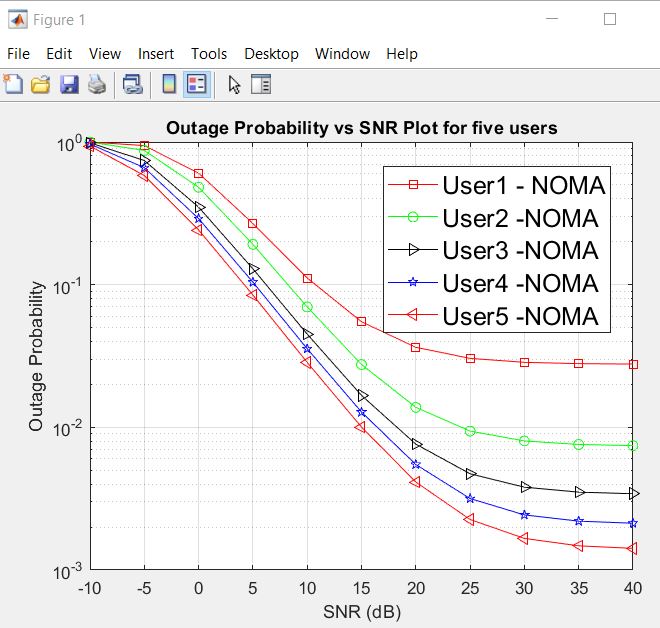 Figure 1
File Edit View Insert Tools Desktop Window Help
Outage Probability vs SNR Plot for five users
10^0
10^-1
10^-2
10^-3
Outage Probability
User1 - NOMA
User2 -NOMA
User3 -NOMA
User4 -NOMA
User5 -NOMA
-10 -5 0 5 10 15 20 25 30 35 40
SNR (dB)